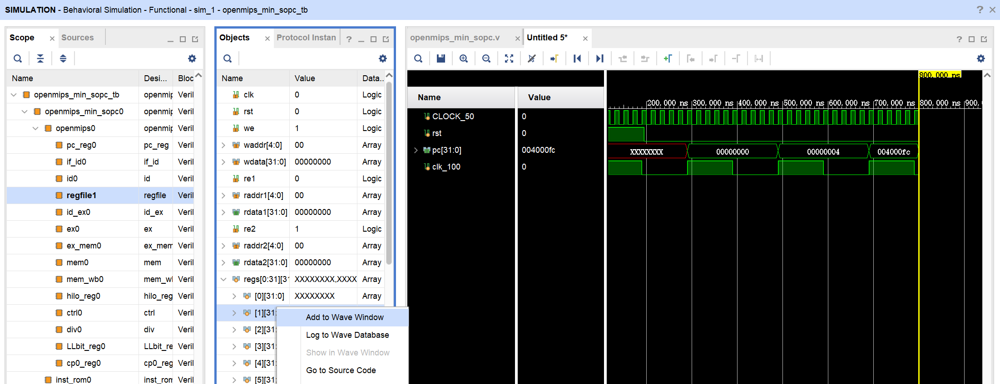 SIMULATION - Behavioral Simulation - Functional - sim_1 - openmips_min_sopc_tb
Scope
Sources
Name Desi... Bloc
openmips_min_sopc_tb openmip Veril
openmips_min_sopc0 openmip Veril
openmips0 openmip Veril
pc_reg0 pc_reg Veril
if_id0 if_id Veril
id0 id Veril
regfile1 regfile Veril
id_ex0 id_ex Veril
ex0 ex Veril
ex_mem0 ex_mem Veril
mem0 mem Veril
mem_wb0 mem_wl Veril
hilo_reg0 hilo_reg Veril
ctrl0 ctrl Veril
div0 div Veril
LLbit_reg0 LLbit_re Veril
cp0_reg0 cp0_reg Veril
inst_rom0 inst_rom Veril
Objects
Protocol Instan
Name Value Data..
clk 0 Logic
rst 0 Logic
we 1 Logic
waddr[4:0] 00 Array
wdata[31:0] 00000000 Array
re1 0 Logic
raddr1[4:0] 00 Array
rdata1[31:0] 00000000 Array
re2 1 Logic
raddr2[4:0] 00 Array
rdata2[31:0] 00000000 Array
regs[0:31][31 XXXXXXXX,XXXX Array
[0][31:0] XXXXXXXX Array
[1][31:
[2][31:
[3][31:
[4][31:
[5][31:
Add to Wave Window
Log to Wave Database
Show in Wave Window
Go to Source Code
openmips_min_sopc.v
Untitled 5*
Name Value
CLOCK_50 0
rst 0
pc[31:0] 004000fc
clk_100 0
800.000 ns
200.000 ns 300.000 ns 400.000 ns 500.000 ns 600.000 ns 700.000 ns 800.000 ns 900.
XXXXXXXX 00000000 00000004 004000fc